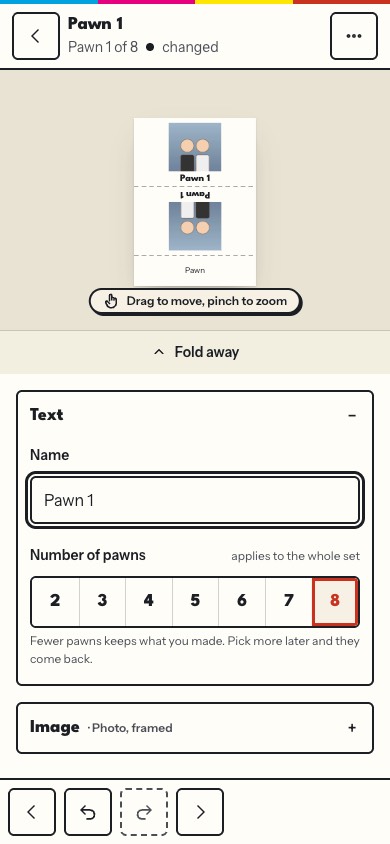 Pawn 1
Pawn 1 of 8 ● changed
Pawn 1
Pawn 1
Pawn
Drag to move, pinch to zoom
Fold away
Text
Name
Pawn 1
Number of pawns applies to the whole set
2 3 4 5 6 7 8
Fewer pawns keeps what you made. Pick more later and they
come back.
Image · Photo, framed